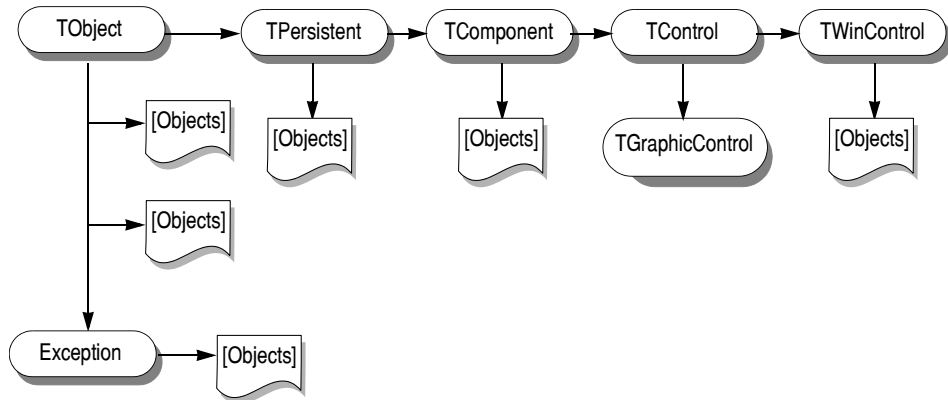 TObject
TPersistent
TComponent
TControl
TWinControl
[Objects]
[Objects]
[Objects]
TGraphicControl
[Objects]
[Objects]
Exception
[Objects]